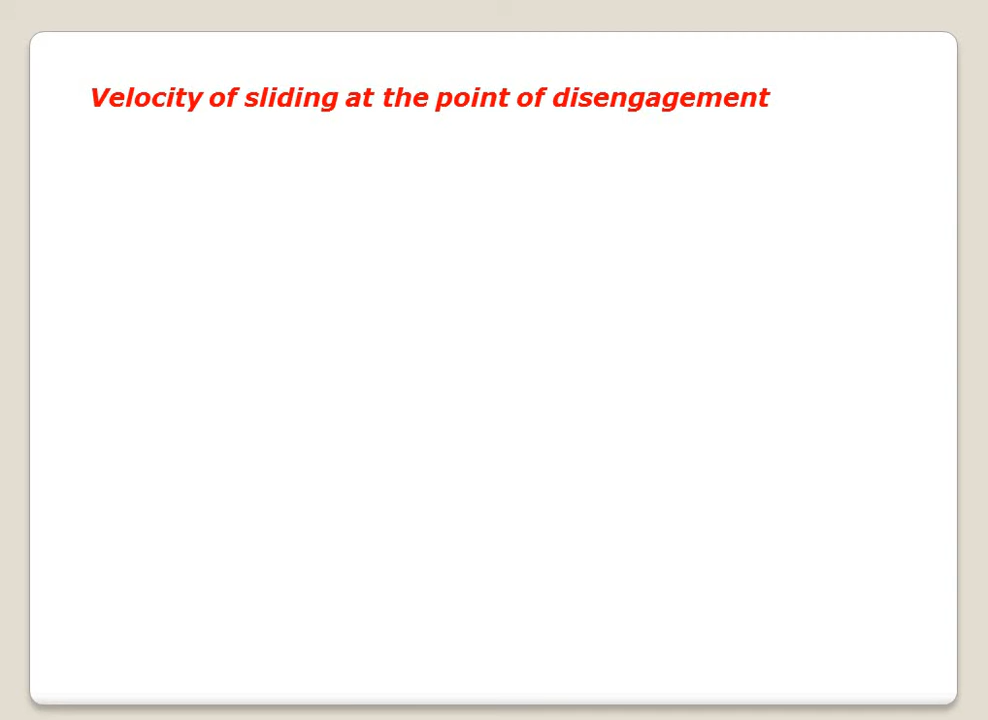 Velocity of sliding at the point of disengagement